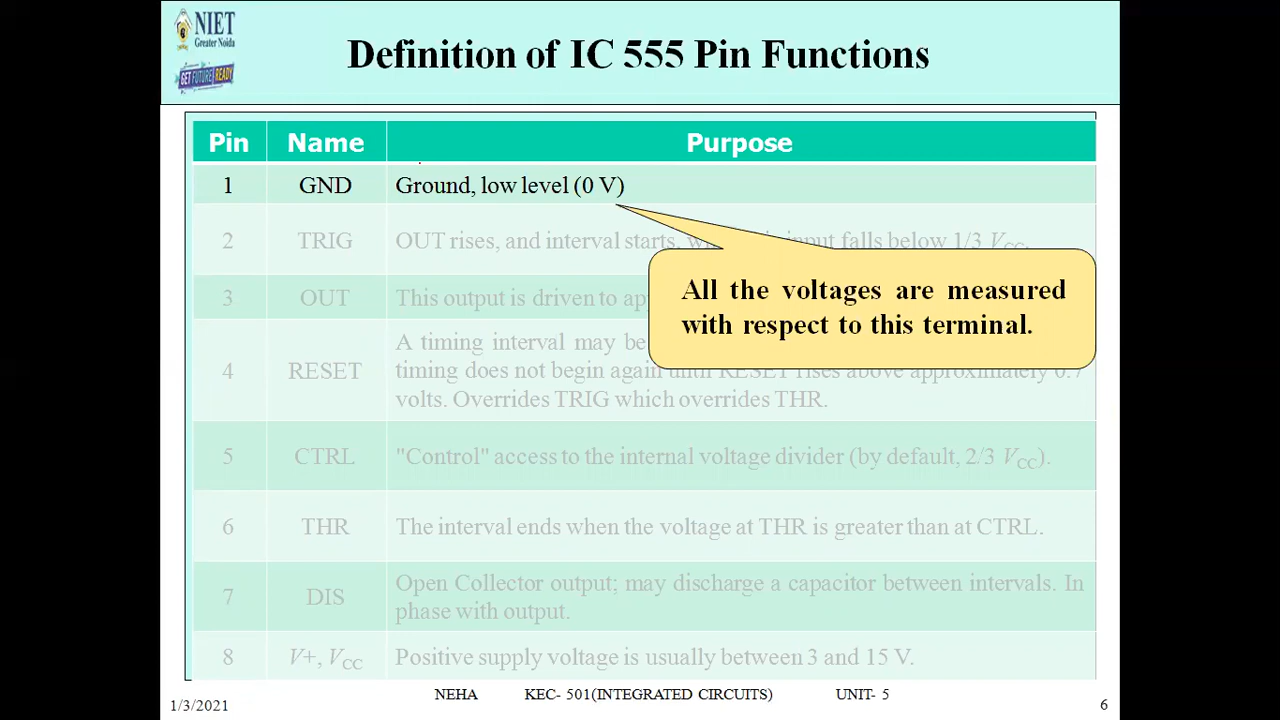 NIET
Greater Noida
GET FUTURE READY
Definition of IC 555 Pin Functions
Pin Name Purpose
1 GND Ground, low level (0 V)
2 TRIG OUT rises, and interval starts, input falls below 1/3 VCC.
3 OUT This output is driven to
4 RESET A timing interval may be
timing does not begin again until RESET rises above approximately 0.7
volts. Overrides TRIG which overrides THR.
5 CTRL "Control" access to the internal voltage divider (by default, 2/3 VCC).
6 THR The interval ends when the voltage at THR is greater than at CTRL.
7 DIS Open Collector output; may discharge a capacitor between intervals. In
phase with output.
8 V+, VCC Positive supply voltage is usually between 3 and 15 V.
All the voltages are measured
with respect to this terminal.
1/3/2021 NEHA KEC- 501(INTEGRATED CIRCUITS) UNIT- 5 6